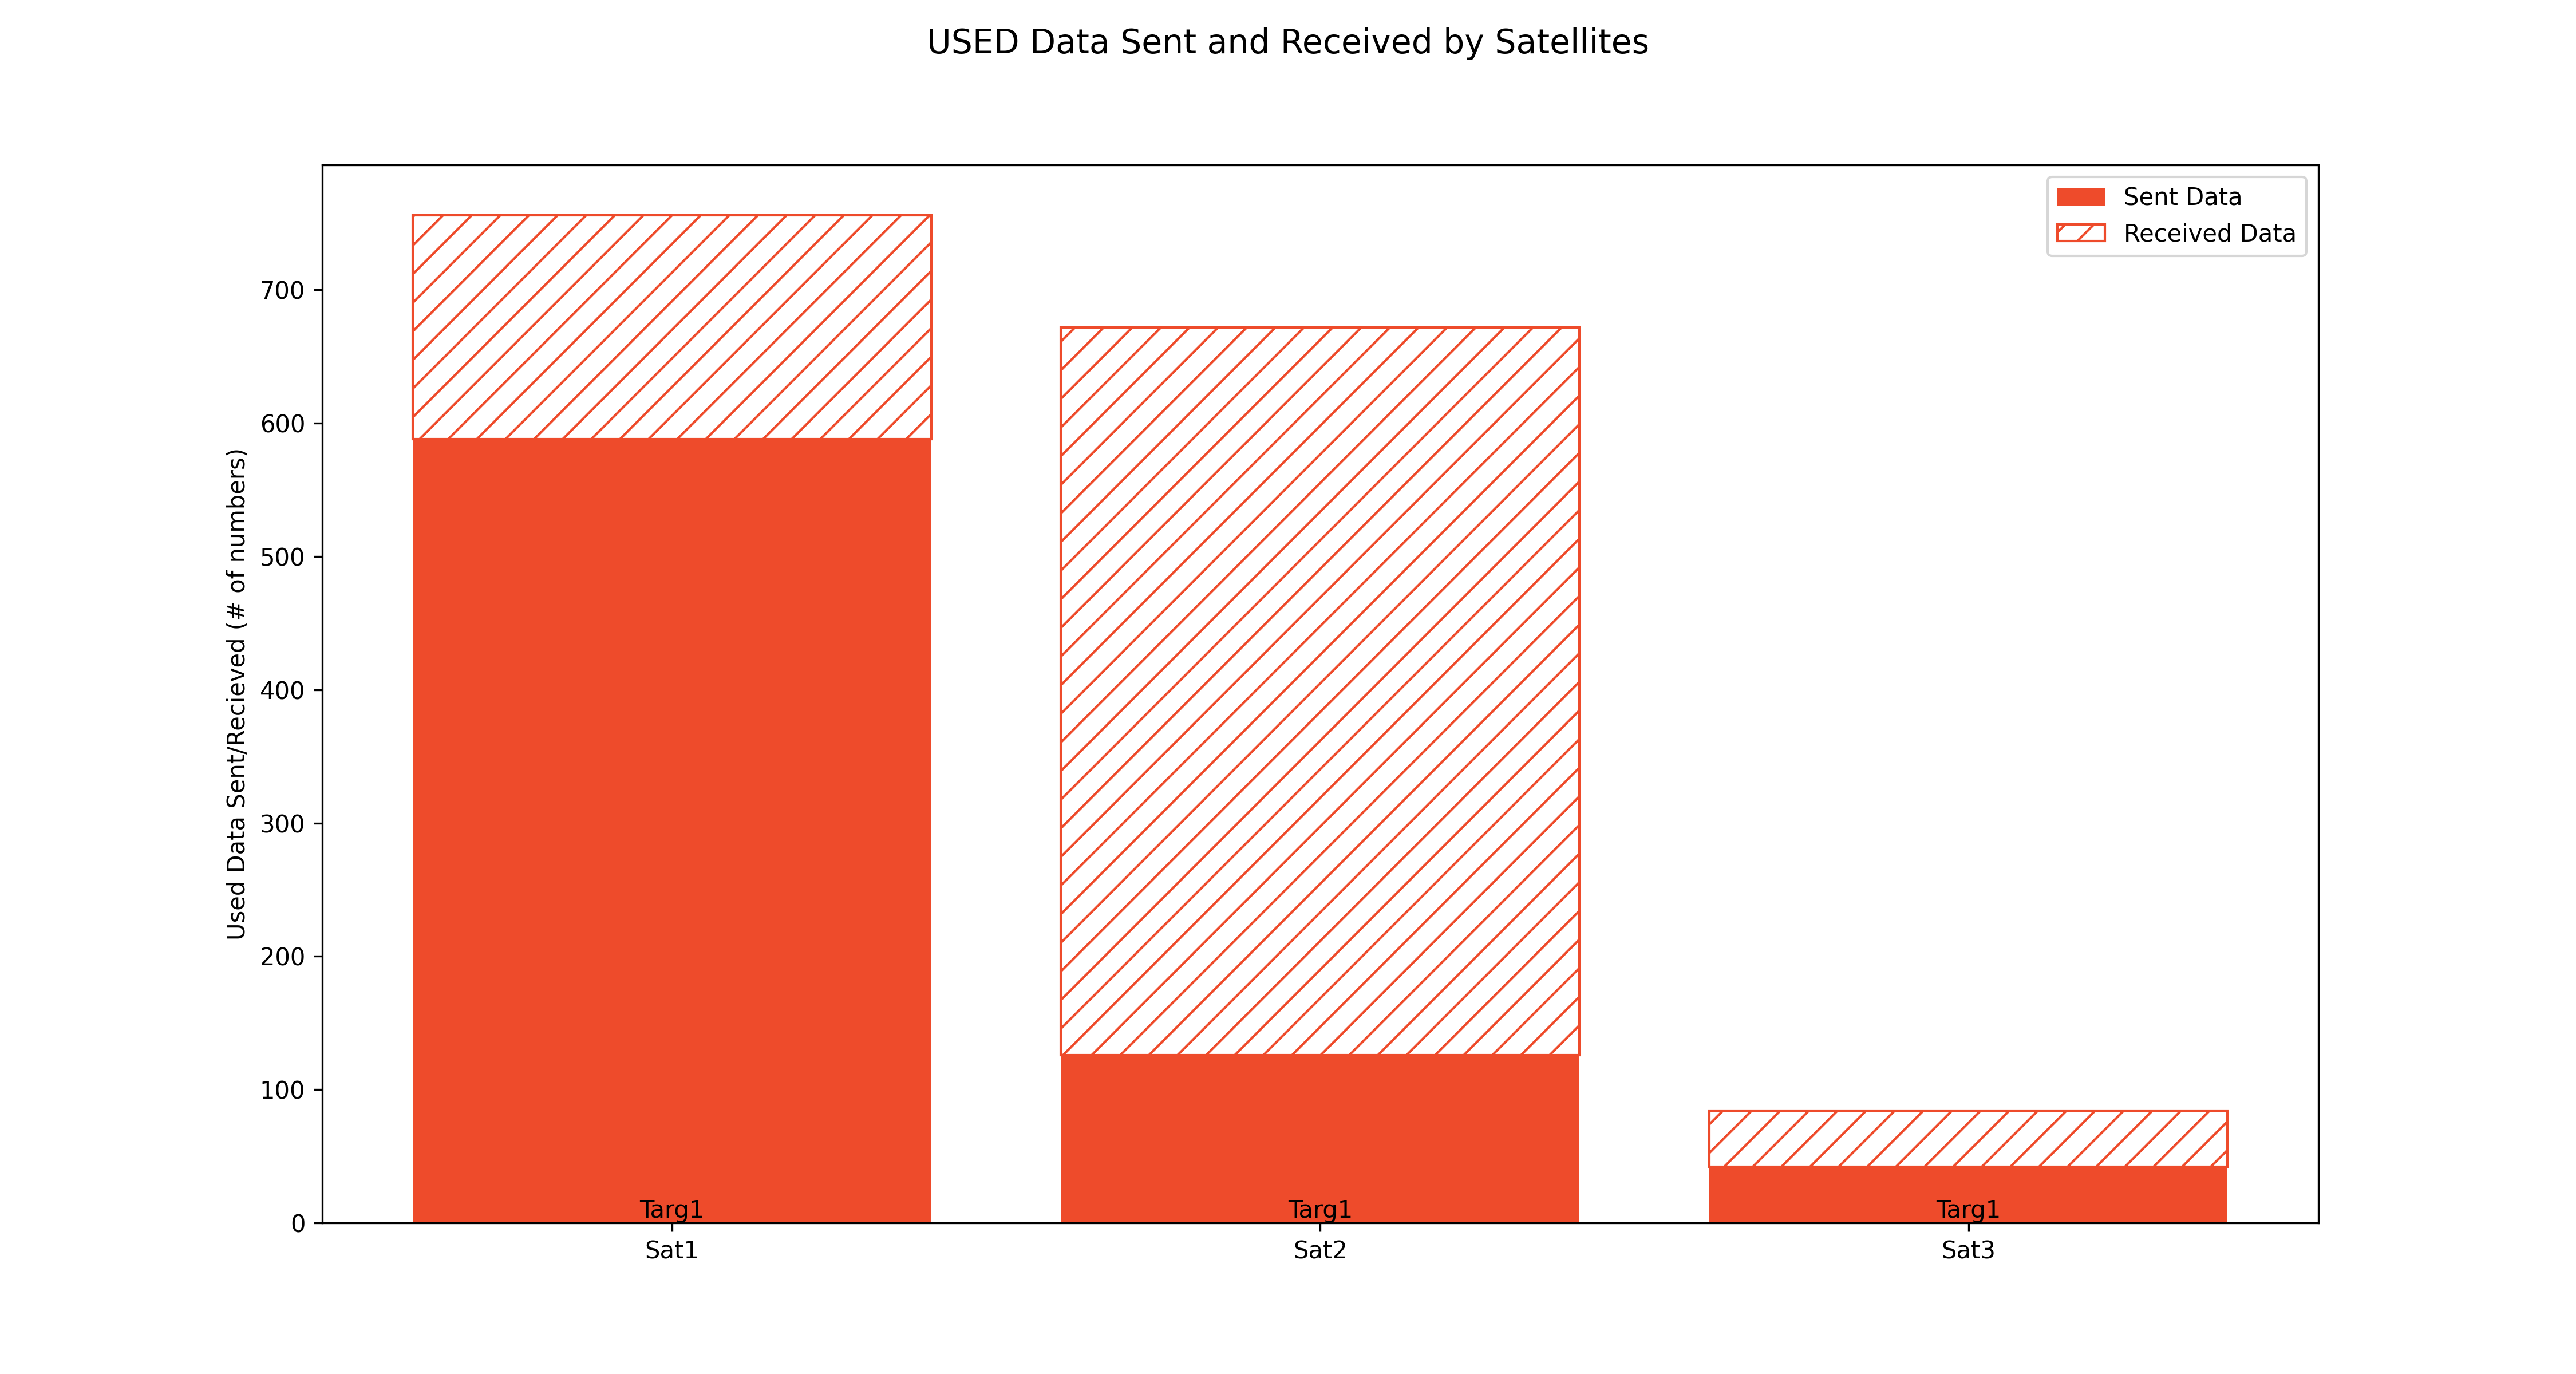 USED Data Sent and Received by Satellites
Sent Data
Received Data
Used Data Sent/Recieved (# of numbers)
700
600
500
400
300
200
100
0
Targ1
Targ1
Targ1
Sat1
Sat2
Sat3